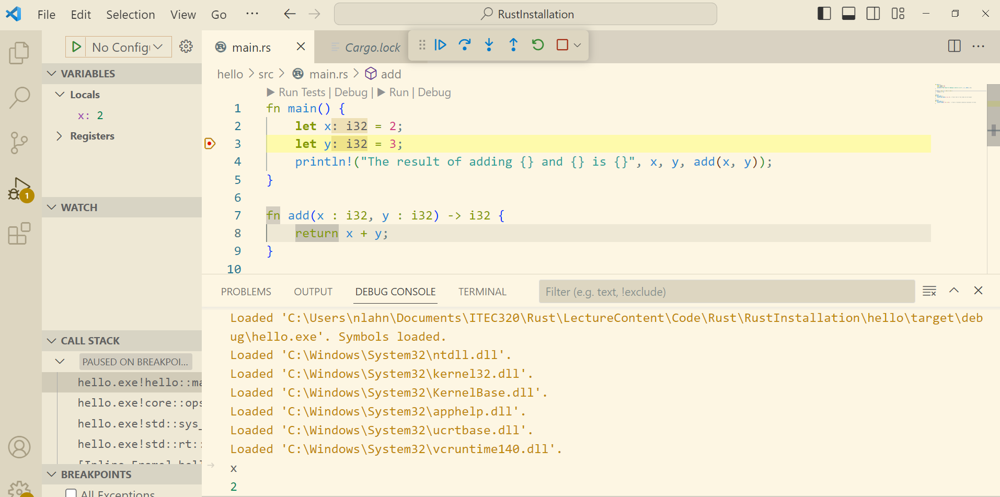 File Edit Selection View Go ··· RustInstallation
No Config
VARIABLES
Locals
x: 2
Registers
WATCH
CALL STACK
PAUSED ON BREAKPOI...
hello.exe!hello::ma
hello.exe!core::ops
hello.exe!std::sys_
hello.exe!std::rt::
[Inline Frame] hell
BREAKPOINTS
All Exceptions
1
main.rs Cargo.lock
hello > src > main.rs > add
▶ Run Tests | Debug | ▶ Run | Debug
1 fn main() {
2 let x: i32 = 2;
3 let y: i32 = 3;
4 println!("The result of adding {} and {} is {}", x, y, add(x, y));
5 }
6
7 fn add(x : i32, y : i32) -> i32 {
8 return x + y;
9 }
10
PROBLEMS OUTPUT DEBUG CONSOLE TERMINAL Filter (e.g. text, !exclude)
Loaded 'C:\Users\nlahn\Documents\ITEC320\Rust\LectureContent\Code\Rust\RustInstallation\hello\target\deb
ug\hello.exe'. Symbols loaded.
Loaded 'C:\Windows\System32\ntdll.dll'.
Loaded 'C:\Windows\System32\kernel32.dll'.
Loaded 'C:\Windows\System32\KernelBase.dll'.
Loaded 'C:\Windows\System32\apphelp.dll'.
Loaded 'C:\Windows\System32\ucrtbase.dll'.
Loaded 'C:\Windows\System32\vcruntime140.dll'.
x
2